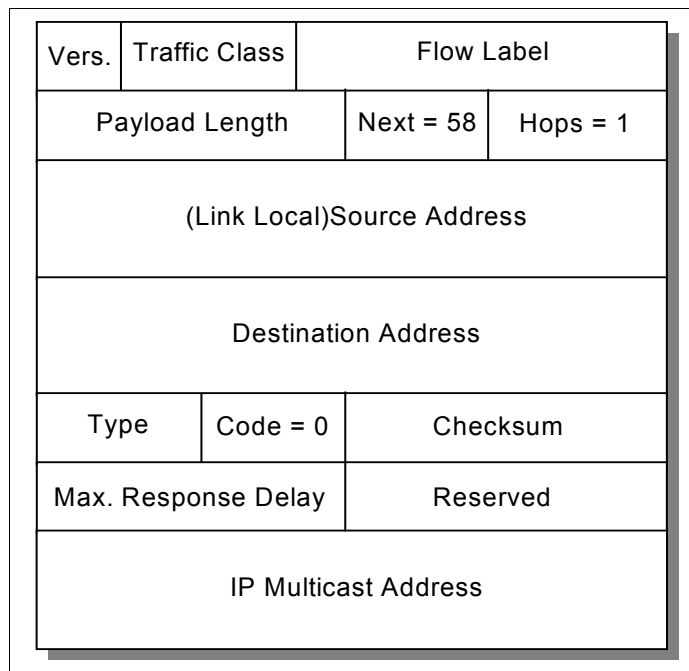 Vers. Traffic Class Flow Label
Payload Length Next = 58 Hops = 1
(Link Local)Source Address
Destination Address
Type Code = 0 Checksum
Max. Response Delay Reserved
IP Multicast Address